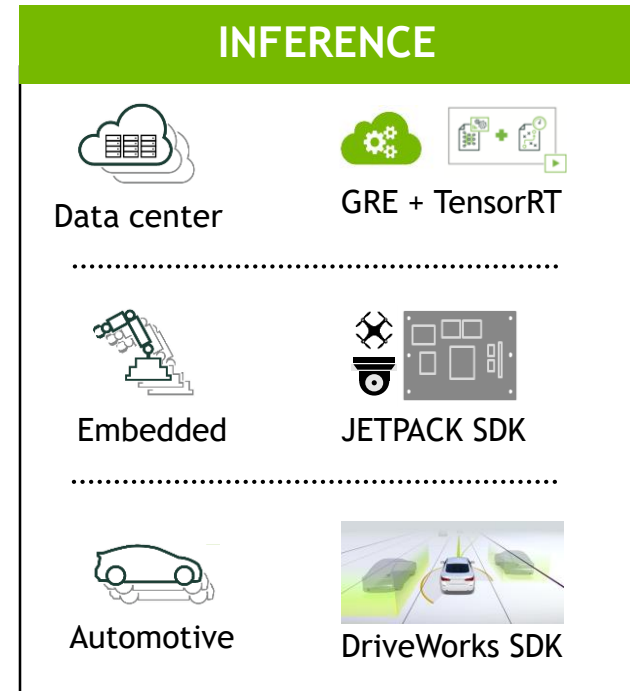 INFERENCE
Data center
GRE + TensorRT
Embedded
JETPACK SDK
Automotive
DriveWorks SDK